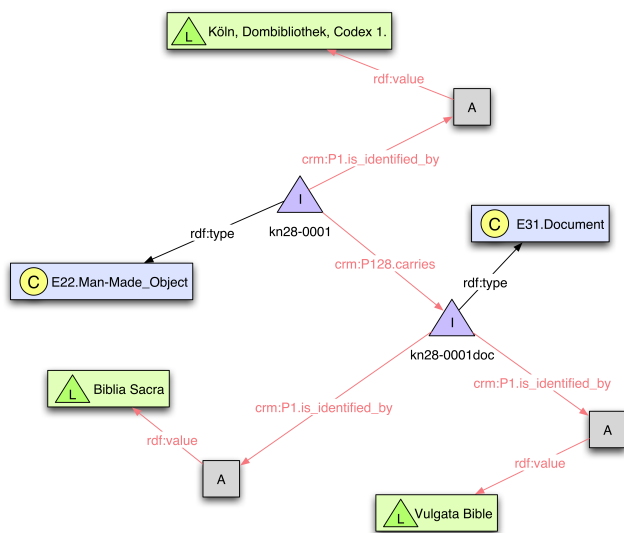 L Köln, Dombibliothek, Codex 1.
rdf:value
A
crm:P1.is_identified_by
I
kn28-0001
rdf:type
C E31.Document
C E22.Man-Made_Object
crm:P128.carries
rdf:type
I
kn28-0001doc
L Biblia Sacra
crm:P1.is_identified_by
crm:P1.is_identified_by
rdf:value
A
A
rdf:value
L Vulgata Bible